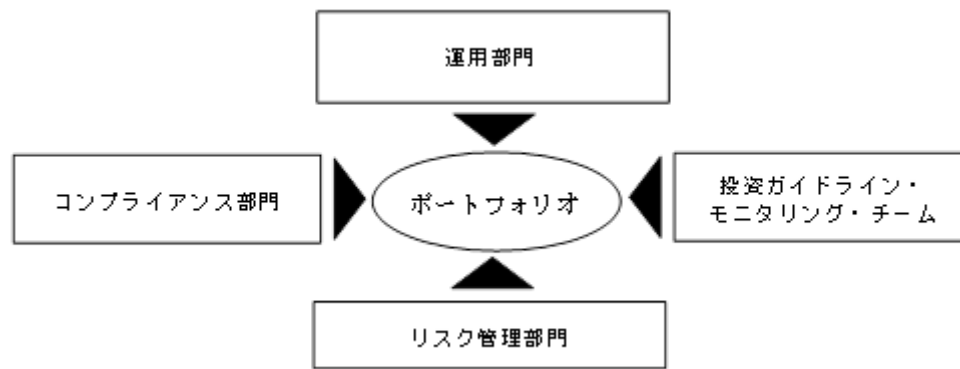 運用部門
コンプライアンス部門
ポートフォリオ
投資ガイドライン・
モニタリング・チーム
リスク管理部門